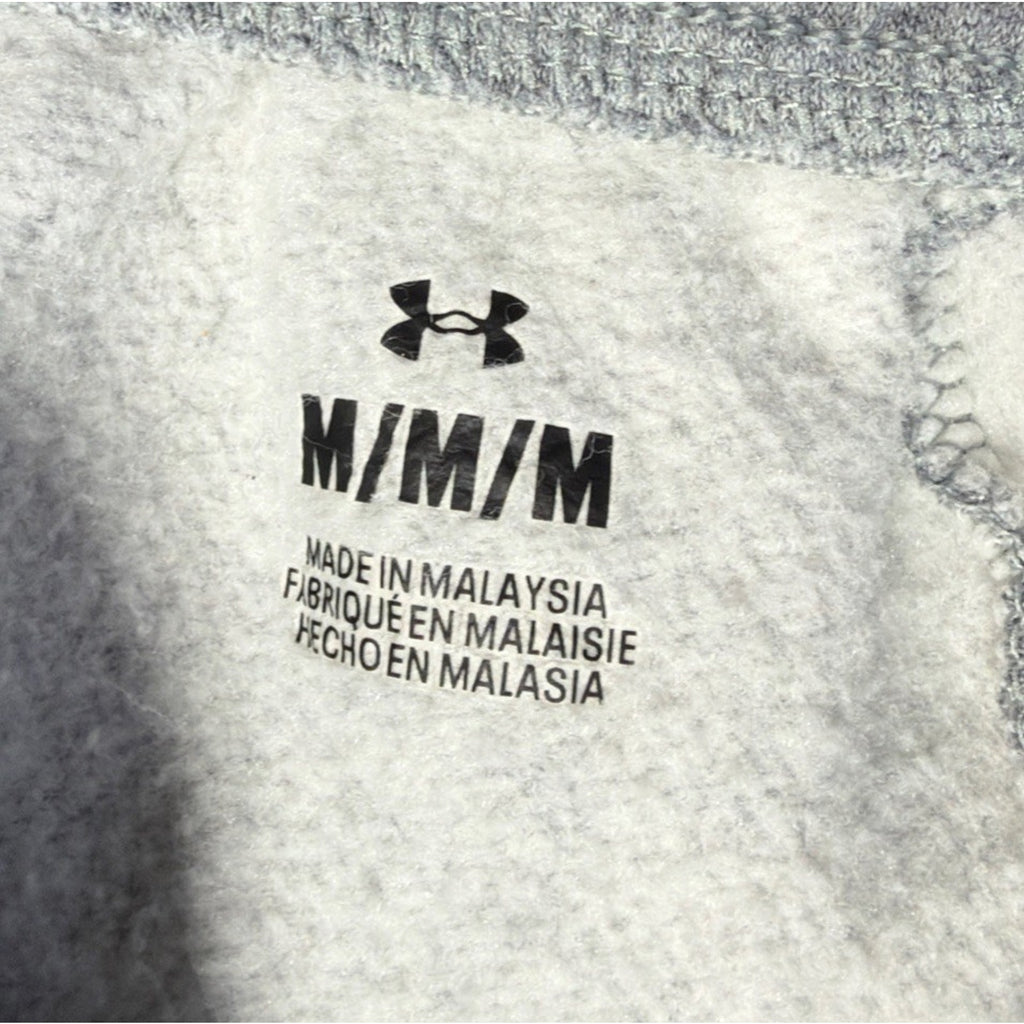 M/M/M
MADE IN MALAYSIA
FABRIQUÉ EN MALAISIE
HECHO EN MALASIA